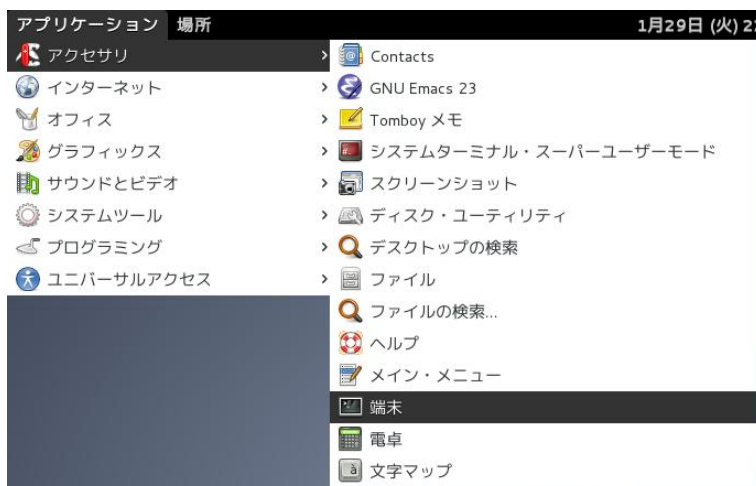 アプリケーション 場所 1月29日 (火)
アクセサリ
インターネット
オフィス
グラフィックス
サウンドとビデオ
システムツール
プログラミング
ユニバーサルアクセス
Contacts
GNU Emacs 23
Tomboy メモ
システムターミナル・スーパーユーザーモード
スクリーンショット
ディスク・ユーティリティ
デスクトップの検索
ファイル
ファイルの検索...
ヘルプ
メイン・メニュー
端末
電卓
文字マップ